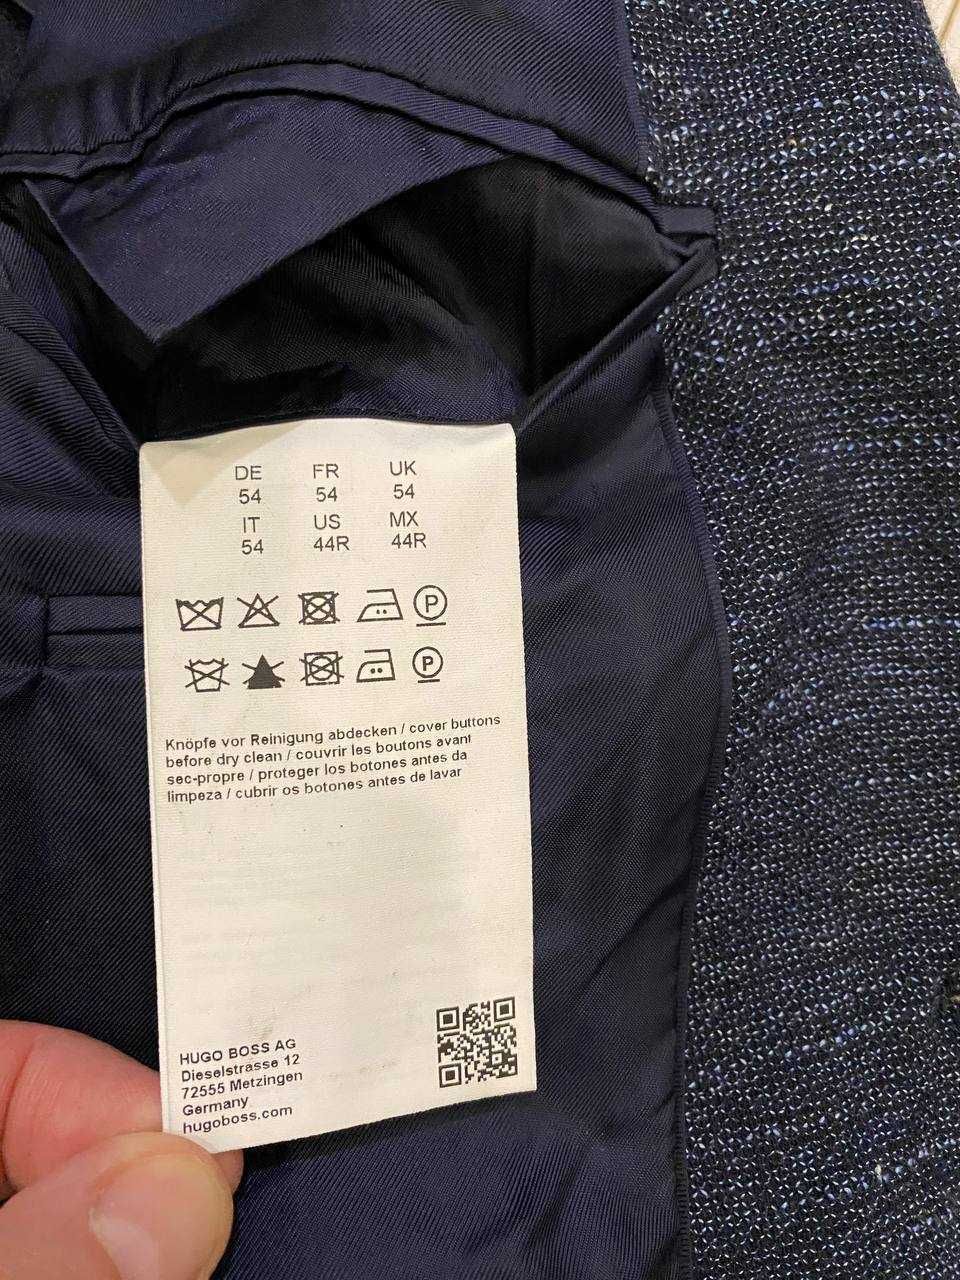 DE FR UK
54 54 54
IT US MX
54 44R 44R
P
P
Knöpfe vor Reinigung abdecken / cover buttons
before dry clean / couvrir les boutons avant
sec-propre / proteger los botones antes da
limpeza / cubrir os botones antes de lavar
HUGO BOSS AG
Dieselstrasse 12
72555 Metzingen
Germany
hugoboss.com